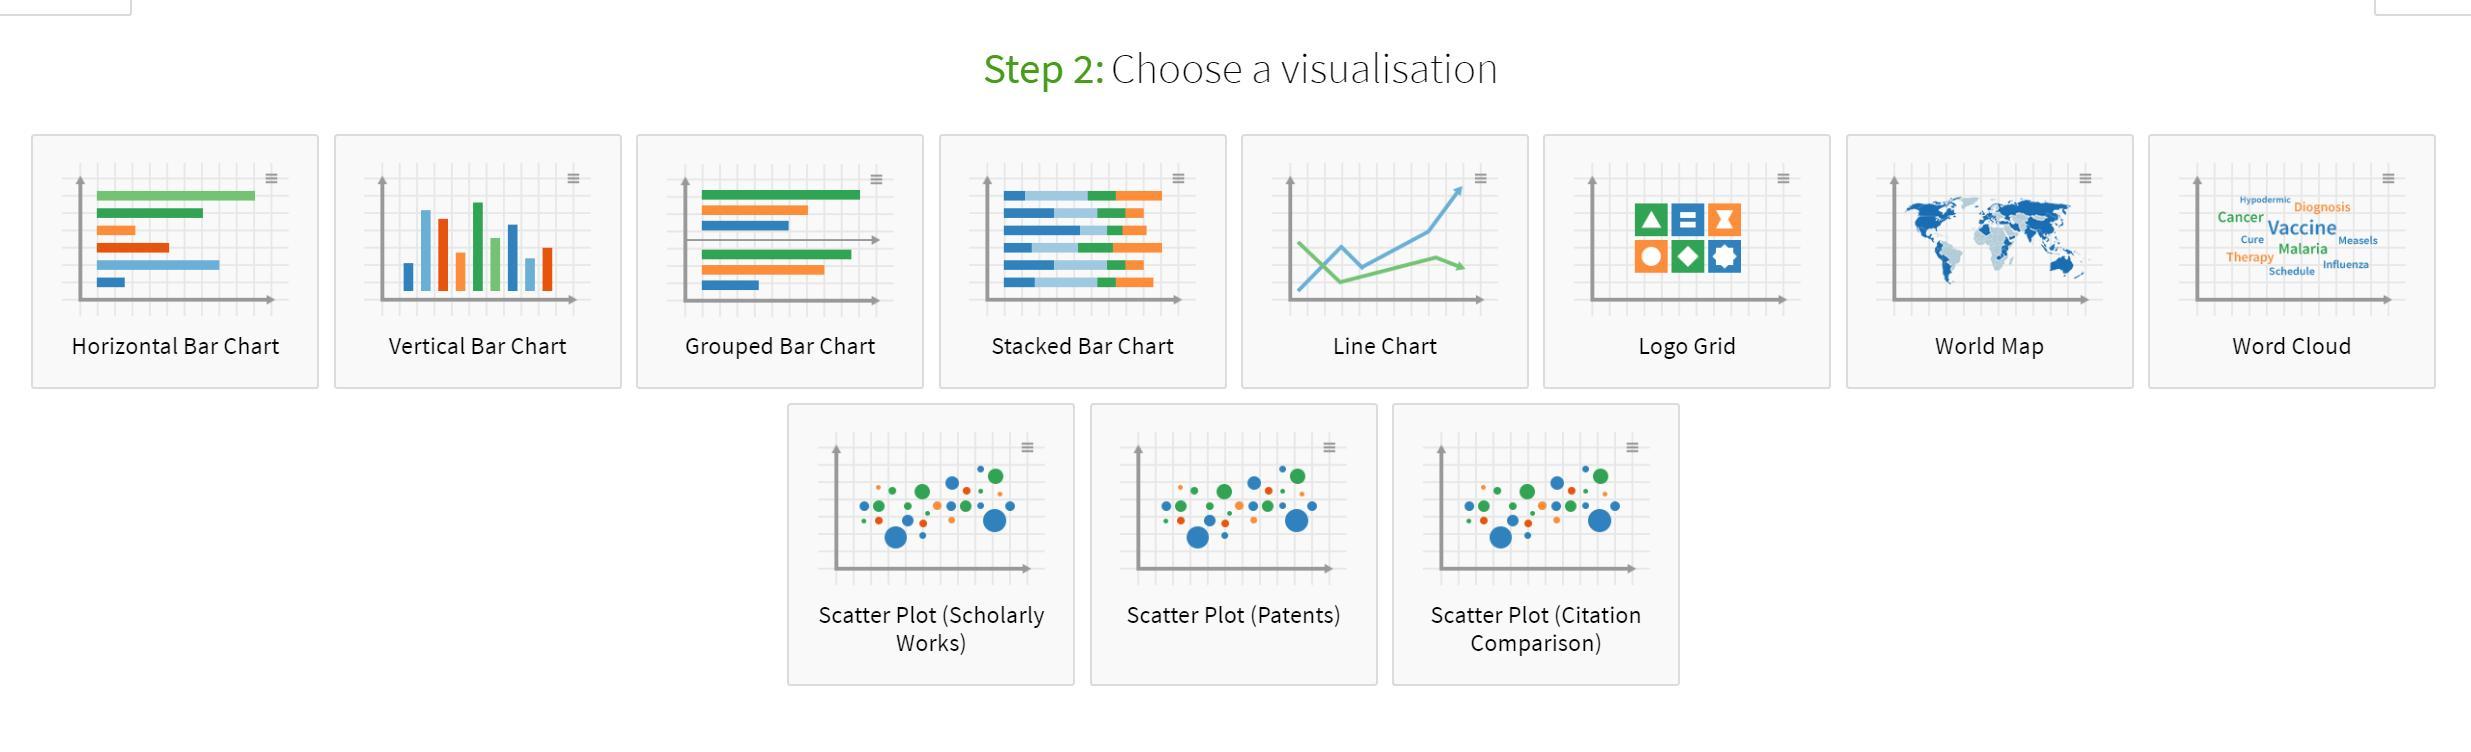 Step 2: Choose a visualisation
Horizontal Bar Chart
Vertical Bar Chart
Grouped Bar Chart
Stacked Bar Chart
Line Chart
Logo Grid
World Map
Hypodermic
Diagnosis
Cancer
Vaccine
Cure
Measels
Malaria
Therapy
Influenza
Schedule
Word Cloud
Scatter Plot (Scholarly
Works)
Scatter Plot (Patents)
Scatter Plot (Citation
Comparison)